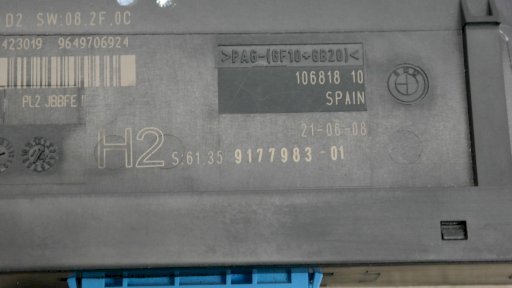 D2 SW:08.2F,0C
423019 9649706924
>PA6-(GF10+GB20)<
106818 10
SPAIN
PL2 JBBFE II
21-06-08
H2 S:61.35 9177983-01